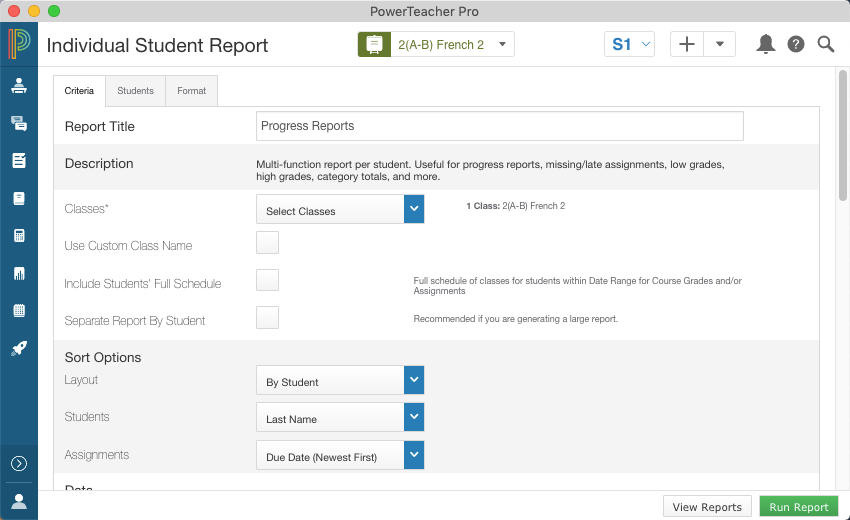 PowerTeacher Pro
Individual Student Report
2(A-B) French 2
S1
Criteria
Students
Format
Report Title
Progress Reports
Description
Multi-function report per student. Useful for progress reports, missing/late assignments, low grades,
high grades, category totals, and more.
Classes*
Select Classes
1 Class: 2(A-B) French 2
Use Custom Class Name
Include Students' Full Schedule
Full schedule of classes for students within Date Range for Course Grades and/or
Assignments
Separate Report By Student
Recommended if you are generating a large report.
Sort Options
Layout
By Student
Students
Last Name
Assignments
Due Date (Newest First)
View Reports
Run Report